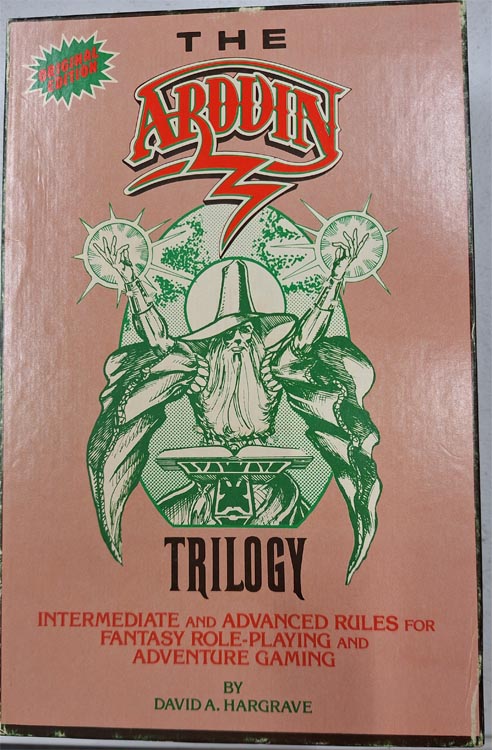 THE
ORIGINAL
EDITION
ARDUIN
TRILOGY
INTERMEDIATE AND ADVANCED RULES FOR
FANTASY ROLE-PLAYING AND
ADVENTURE GAMING
BY
DAVID A. HARGRAVE